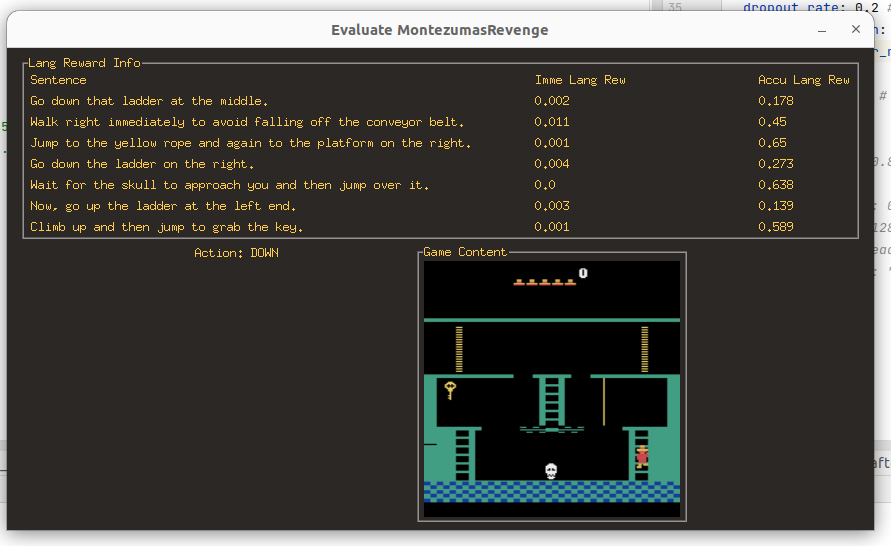 35
dropout_rate: 0.2 #
Evaluate MontezumasRevenge
Lang Reward Info
Sentence Imme Lang Rew Accu Lang Rew
Go down that ladder at the middle. 0.002 0.178
Walk right immediately to avoid falling off the conveyor belt. 0.011 0.45
Jump to the yellow rope and again to the platform on the right. 0.001 0.65
Go down the ladder on the right. 0.004 0.273
Wait for the skull to approach you and then jump over it. 0.0 0.638
Now, go up the ladder at the left end. 0.003 0.139
Climb up and then jump to grab the key. 0.001 0.589
Action: DOWN
Game Content
0